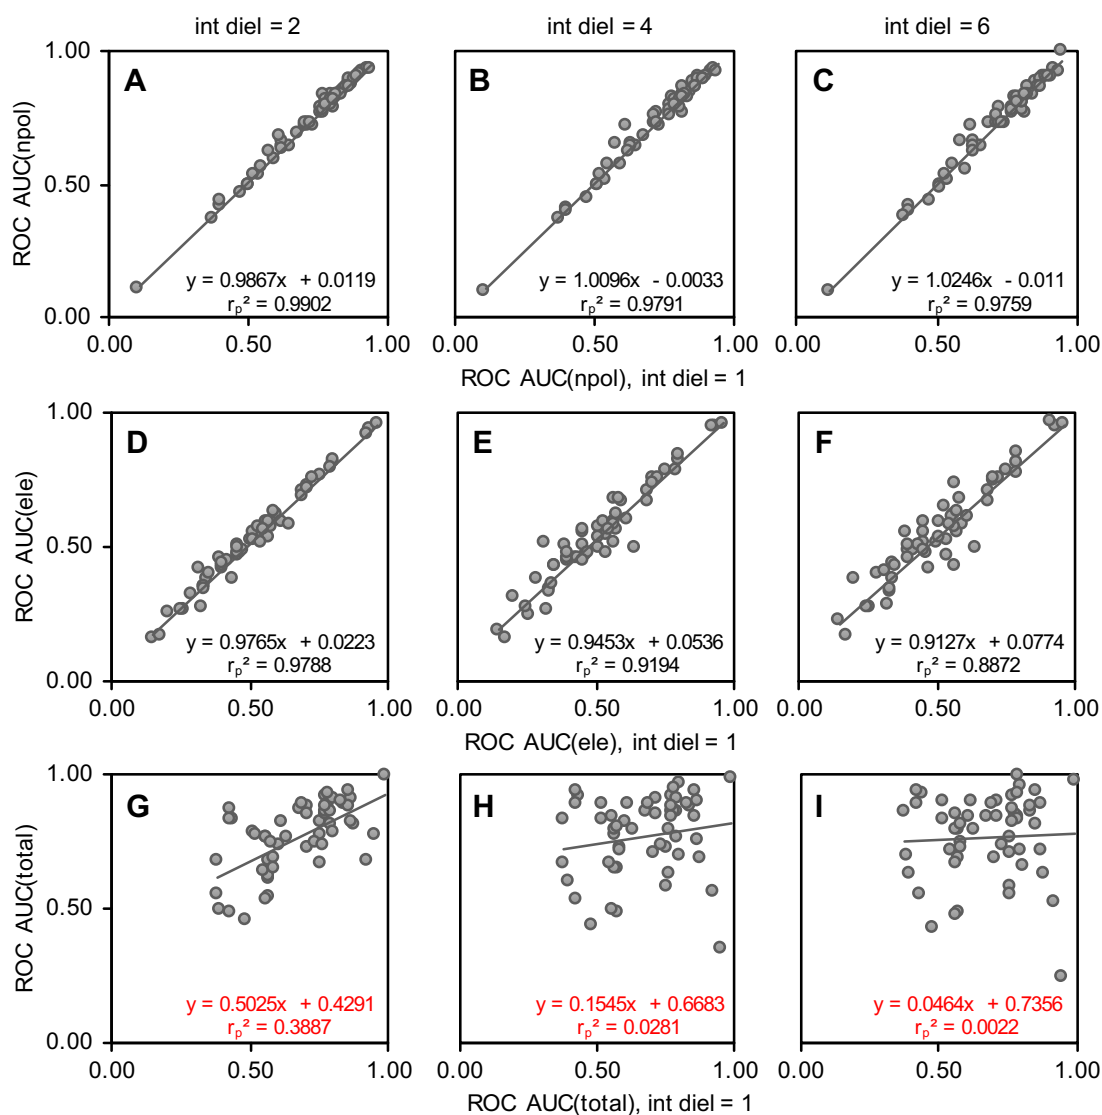 int diel = 2
int diel = 4
int diel = 6
ROC AUC(npol)
1.00
0.50
0.00
A
y = 0.9867x + 0.0119
rₚ² = 0.9902
B
y = 1.0096x - 0.0033
rₚ² = 0.9791
C
y = 1.0246x - 0.011
rₚ² = 0.9759
0.00 0.50 1.00
0.00 0.50 1.00
0.00 0.50 1.00
ROC AUC(npol), int diel = 1
ROC AUC(ele)
1.00
0.50
0.00
D
y = 0.9765x + 0.0223
rₚ² = 0.9788
E
y = 0.9453x + 0.0536
rₚ² = 0.9194
F
y = 0.9127x + 0.0774
rₚ² = 0.8872
0.00 0.50 1.00
0.00 0.50 1.00
0.00 0.50 1.00
ROC AUC(ele), int diel = 1
ROC AUC(total)
1.00
0.50
0.00
G
y = 0.5025x + 0.4291
rₚ² = 0.3887
H
y = 0.1545x + 0.6683
rₚ² = 0.0281
I
y = 0.0464x + 0.7356
rₚ² = 0.0022
0.00 0.50 1.00
0.00 0.50 1.00
0.00 0.50 1.00
ROC AUC(total), int diel = 1